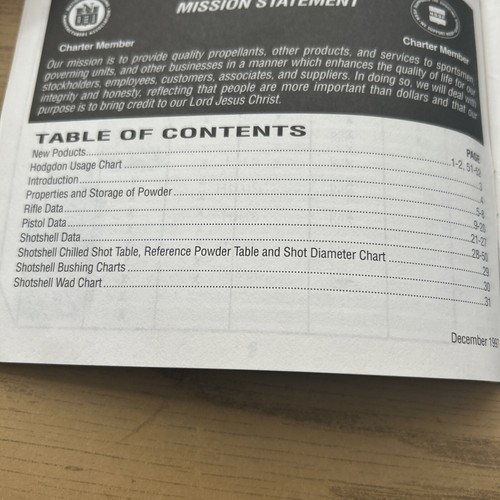 MISSION STATEMENT
Charter Member
Charter Member
Our mission is to provide quality propellants, other products, and services to sportsmen,
governing units, and other businesses in a manner which enhances the quality of life for our
stockholders, employees, customers, associates, and suppliers. In doing so, we will deal with
integrity and honesty, reflecting that people are more important than dollars and that our
purpose is to bring credit to our Lord Jesus Christ.
TABLE OF CONTENTS
PAGE
New Poducts 1-2, 51-52
Hodgdon Usage Chart 3
Introduction 4
Properties and Storage of Powder 5-8
Rifle Data 9-20
Pistol Data 21-27
Shotshell Data 28-50
Shotshell Chilled Shot Table, Reference Powder Table and Shot Diameter Chart 29
Shotshell Bushing Charts 30
Shotshell Wad Chart 31
December 199